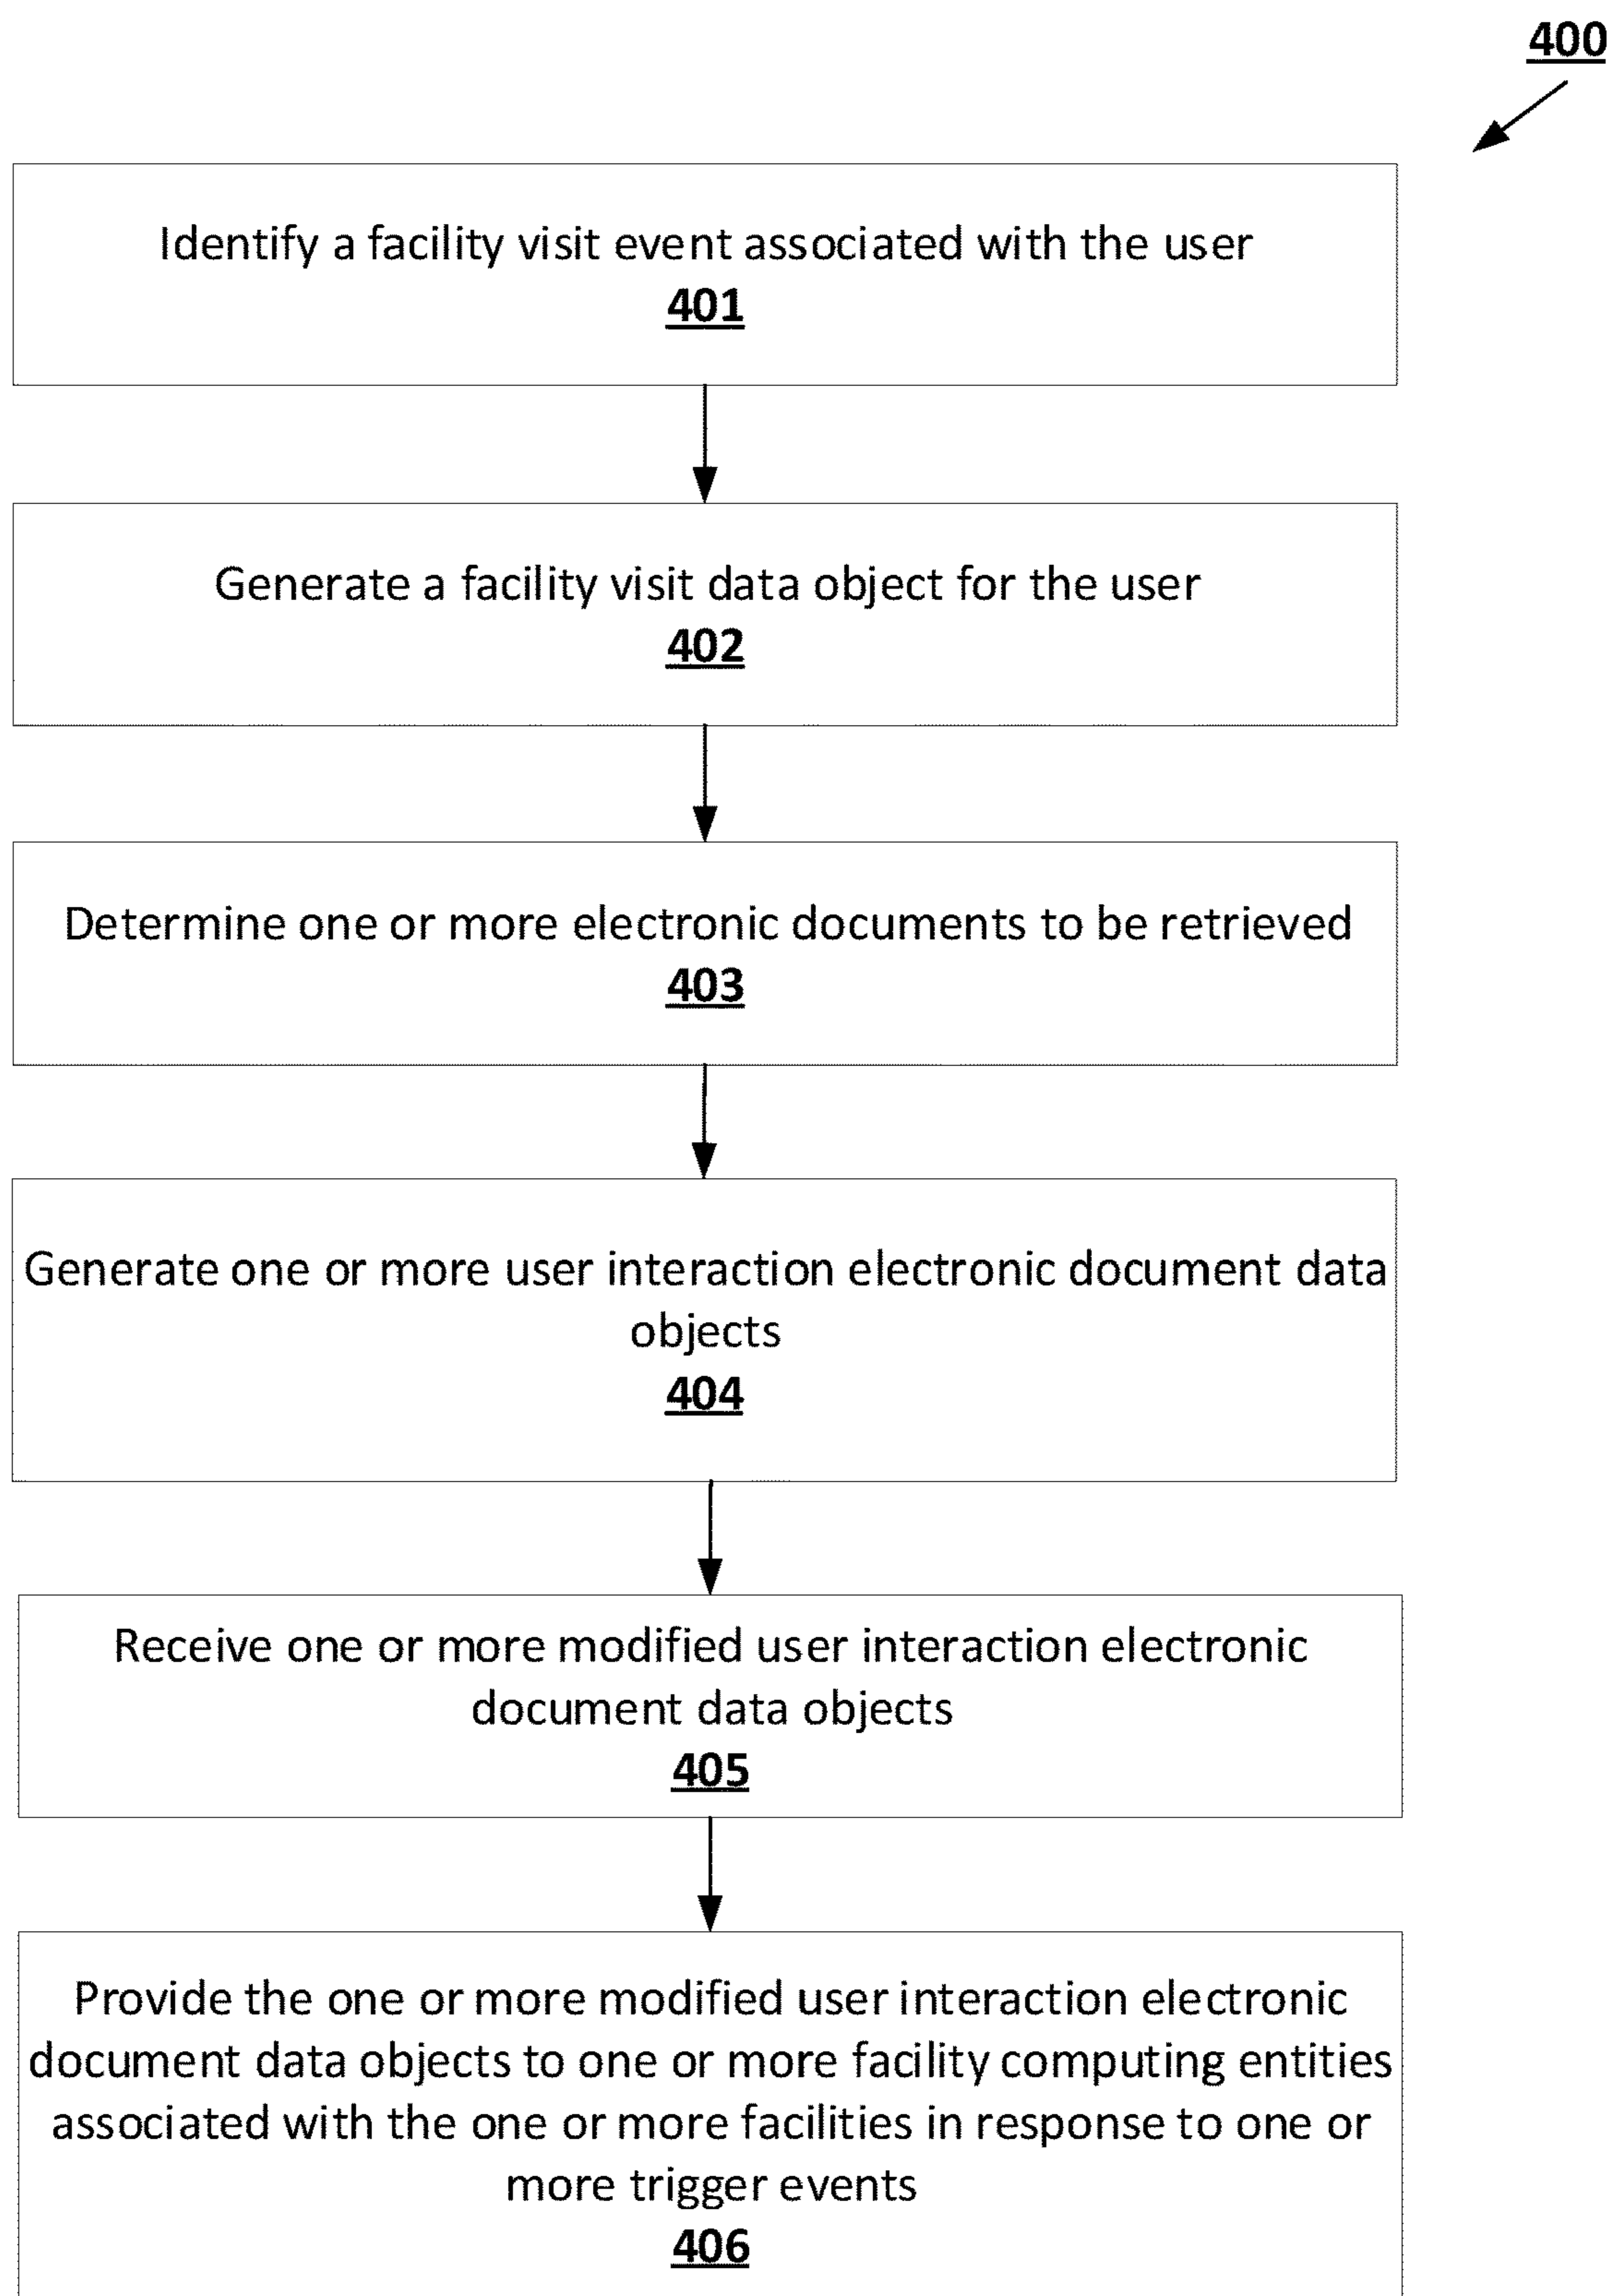 400
Identify a facility visit event associated with the user
401
Generate a facility visit data object for the user
402
Determine one or more electronic documents to be retrieved
403
Generate one or more user interaction electronic document data
objects
404
Receive one or more modified user interaction electronic
document data objects
405
Provide the one or more modified user interaction electronic
document data objects to one or more facility computing entities
associated with the one or more facilities in response to one or
more trigger events
406